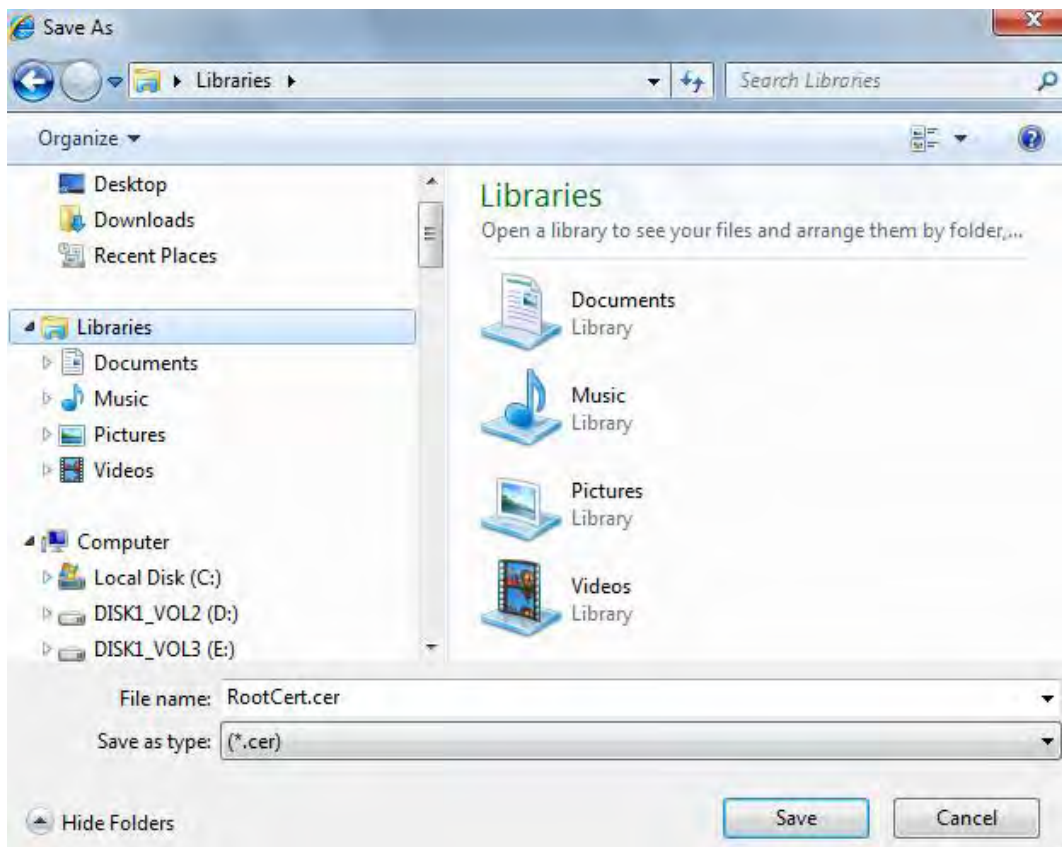 Save As
Libraries
Search Libraries
Organize
Desktop
Downloads
Recent Places
Libraries
Documents
Music
Pictures
Videos
Computer
Local Disk (C:)
DISK1_VOL2 (D:)
DISK1_VOL3 (E:)
Libraries
Open a library to see your files and arrange them by folder,...
Documents
Library
Music
Library
Pictures
Library
Videos
Library
File name: RootCert.cer
Save as type: (*.cer)
Hide Folders
Save
Cancel